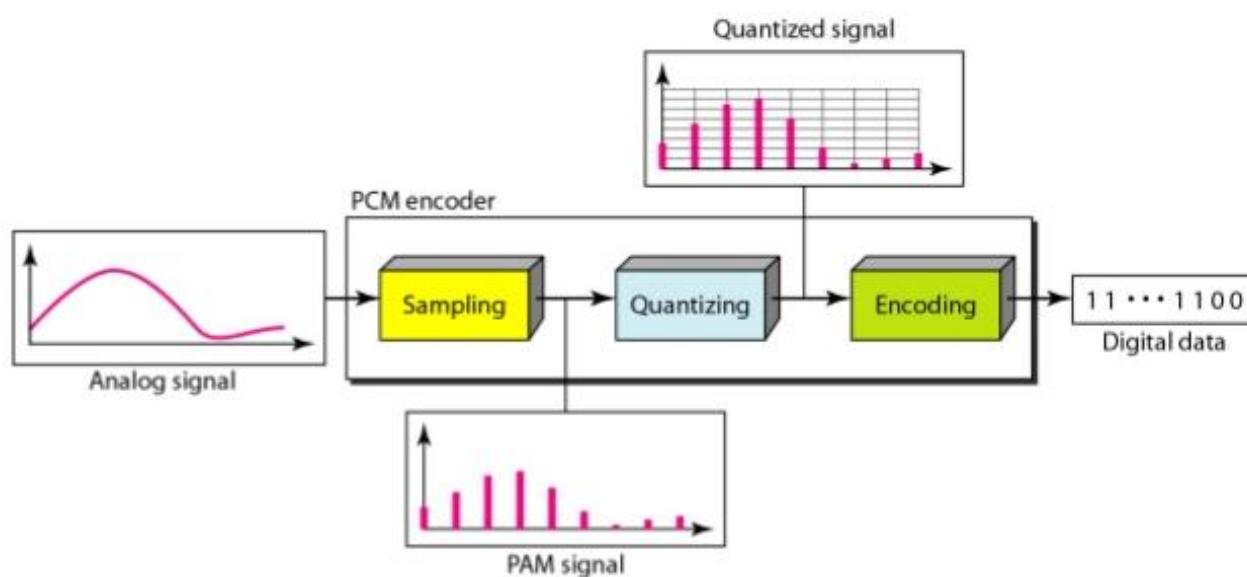 Quantized signal
PCM encoder
Sampling
Quantizing
Encoding
11 ••• 1100
Digital data
Analog signal
PAM signal